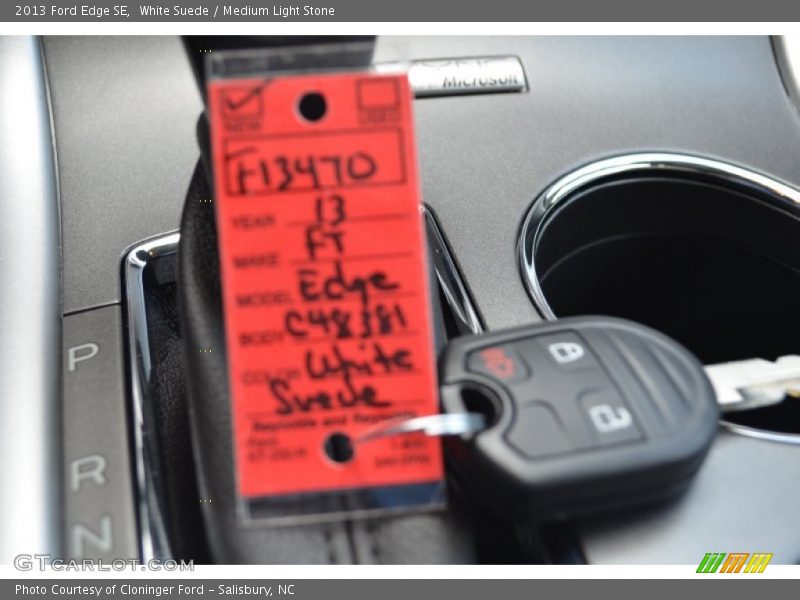 2013 Ford Edge SE,  White Suede / Medium Light Stone
Microsoft
NEW
USED
F13470
YEAR 13
MAKE FT
MODEL Edge
BODY C48381
COLOR White
Suede
P
R
N
GTCARLOT.COM
Photo Courtesy of Cloninger Ford – Salisbury, NC